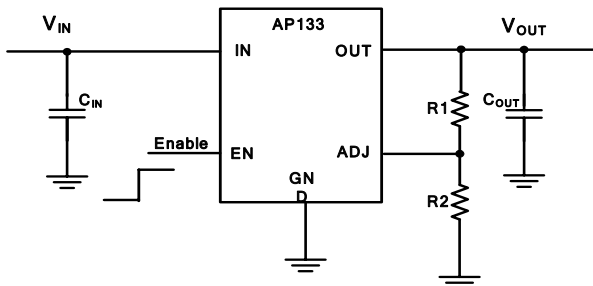 AP133
VIN
VOUT
IN
OUT
CIN
R1
COUT
Enable
EN
ADJ
GN
D
R2